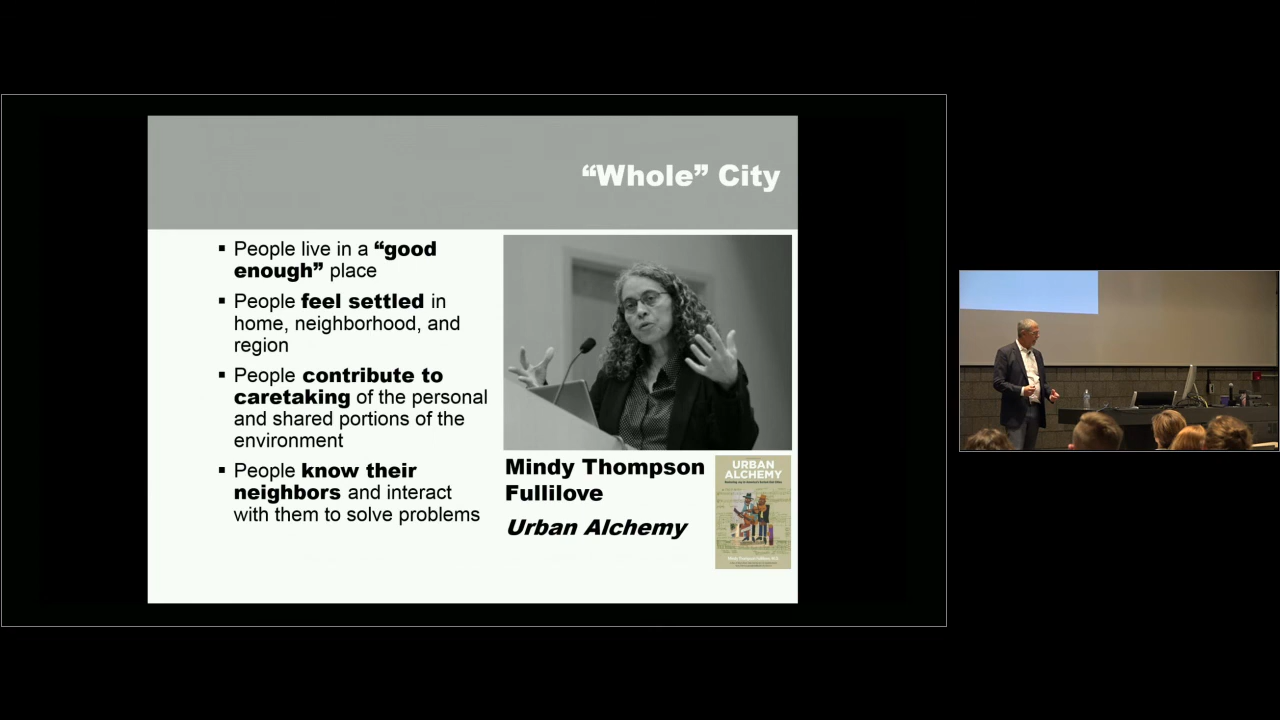 “Whole” City
▪ People live in a “good
enough” place
▪ People feel settled in
home, neighborhood, and
region
▪ People contribute to
caretaking of the personal
and shared portions of the
environment
▪ People know their
neighbors and interact
with them to solve problems
Mindy Thompson
Fullilove
Urban Alchemy
URBAN
ALCHEMY